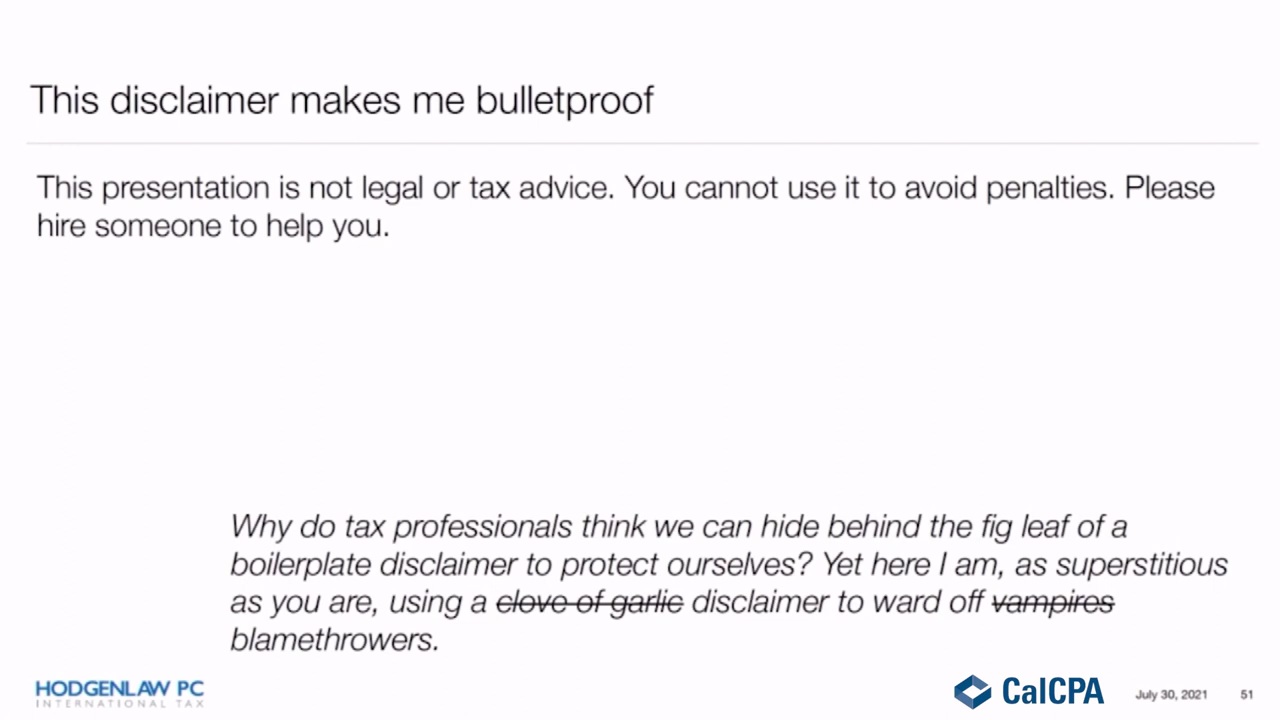 This disclaimer makes me bulletproof
This presentation is not legal or tax advice. You cannot use it to avoid penalties. Please
hire someone to help you.
Why do tax professionals think we can hide behind the fig leaf of a
boilerplate disclaimer to protect ourselves? Yet here I am, as superstitious
as you are, using a clove of garlic disclaimer to ward off vampires
blamethrowers.
HODGENLAW PC
INTERNATIONAL TAX
CalCPA
July 30, 2021
51